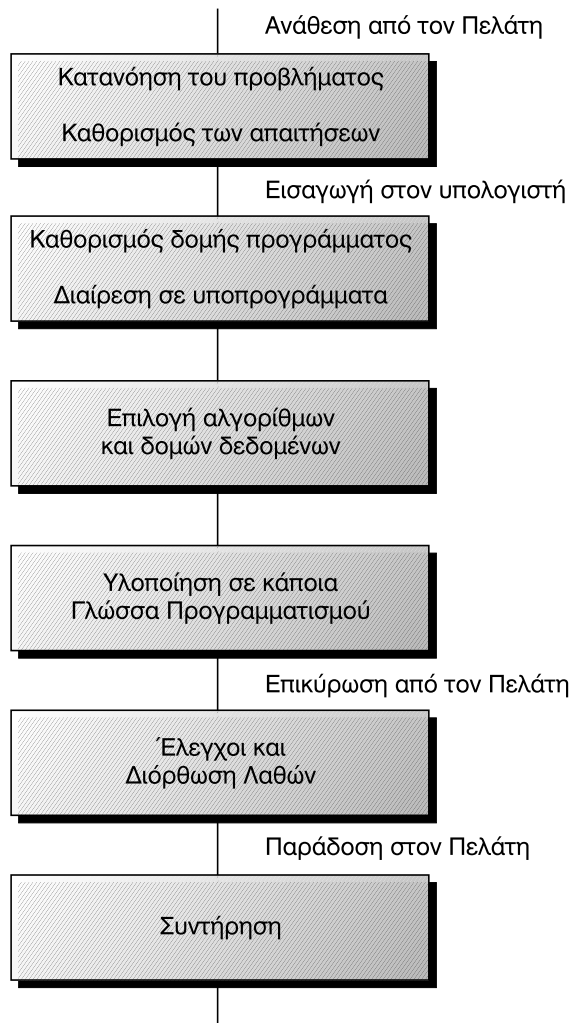 Ανάθεση από τον Πελάτη
Κατανόηση του προβλήματος
Καθορισμός των απαιτήσεων
Εισαγωγή στον υπολογιστή
Καθορισμός δομής προγράμματος
Διαίρεση σε υποπρογράμματα
Επιλογή αλγορίθμων
και δομών δεδομένων
Υλοποίηση σε κάποια
Γλώσσα Προγραμματισμού
Επικύρωση από τον Πελάτη
Έλεγχοι και
Διόρθωση Λαθών
Παράδοση στον Πελάτη
Συντήρηση